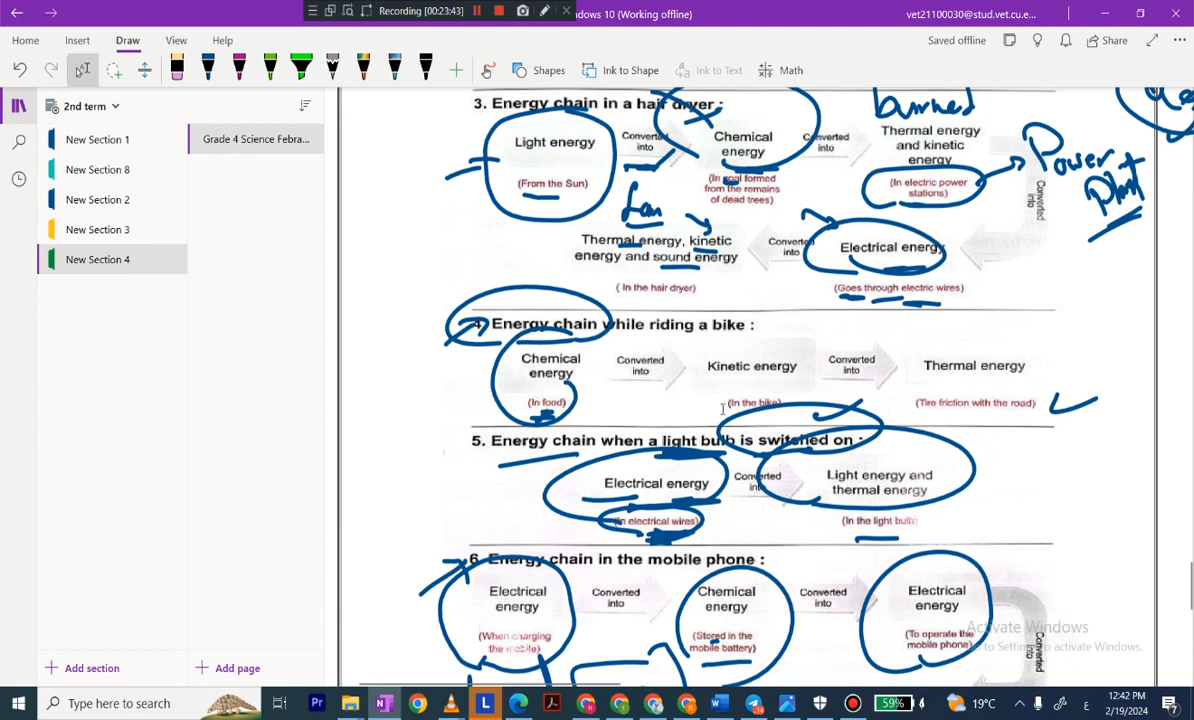 Recording [00:23:43]
ndows 10 (Working offline)
vet21100030@stud.vet.cu.e...
Home
Insert
Draw
View
Help
Saved offline
Share
Shapes
Ink to Shape
Ink to Text
Math
2nd term
New Section 1
New Section 8
New Section 2
New Section 3
New Section 4
Grade 4 Science Febra...
Add section
Add page
3. Energy chain in a hair dryer :
burned
Light energy
(From the Sun)
Converted
into
Chemical
energy
(In coal formed
from the remains
of dead trees)
Converted
into
Thermal energy
and kinetic
energy
(In electric power
stations)
Power
Plant
Converted
into
Thermal energy, kinetic
energy and sound energy
(In the hair dryer)
Converted
into
Electrical energy
(Goes through electric wires)
4. Energy chain while riding a bike :
Chemical
energy
(In food)
Converted
into
Kinetic energy
(In the bike)
Converted
into
Thermal energy
(Tire friction with the road)
5. Energy chain when a light bulb is switched on :
Electrical energy
(In electrical wires)
Converted
into
Light energy and
thermal energy
(In the light bulb)
6. Energy chain in the mobile phone :
Electrical
energy
(When charging
the mobile)
Converted
into
Chemical
energy
(Stored in the
mobile battery)
Converted
into
Electrical
energy
(To operate the
mobile phone)
Converted
into
Activate Windows
to Setting to activate Windows.
Type here to search
59%
19°C
ع
12:42 PM
2/19/2024